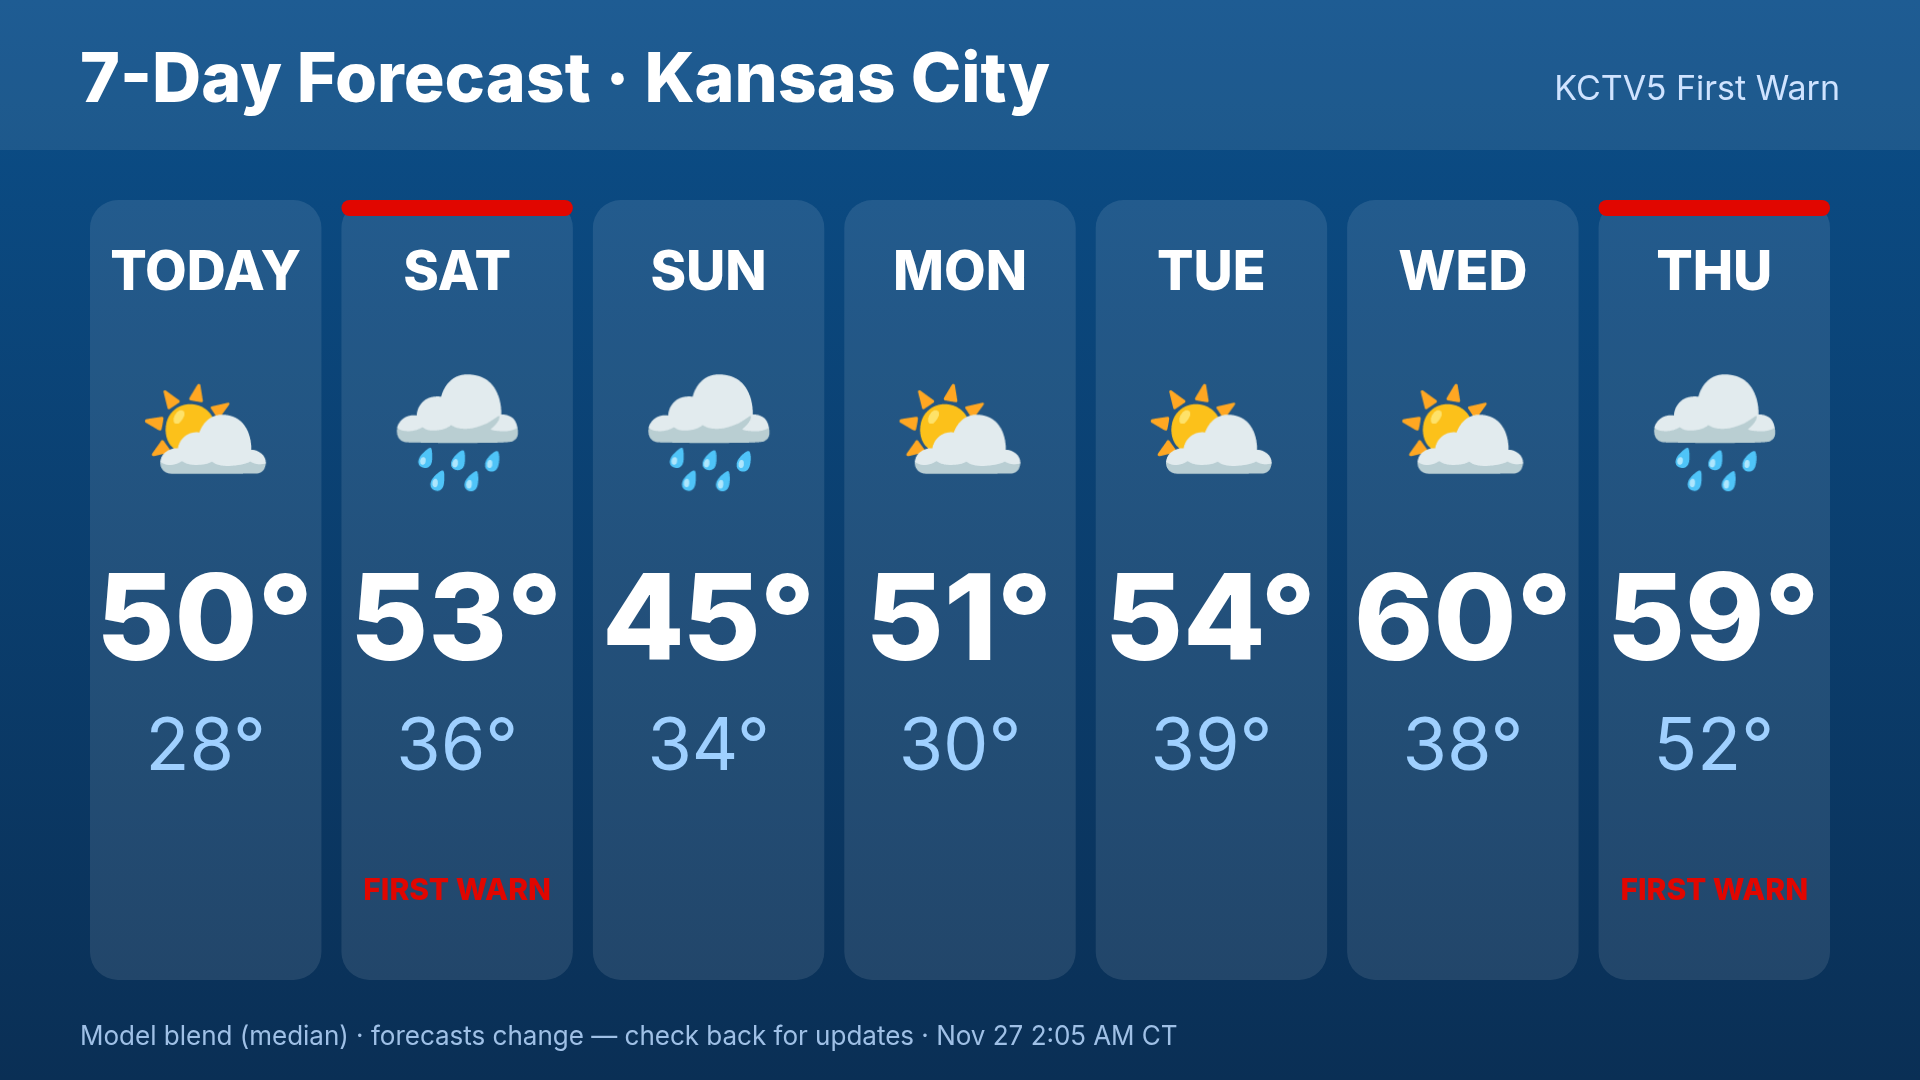 7-Day Forecast · Kansas City
KCTV5 First Warn
TODAY SAT SUN MON TUE WED THU
50° 53° 45° 51° 54° 60° 59°
28° 36° 34° 30° 39° 38° 52°
FIRST WARN FIRST WARN
Model blend (median) · forecasts change — check back for updates · Nov 27 2:05 AM CT